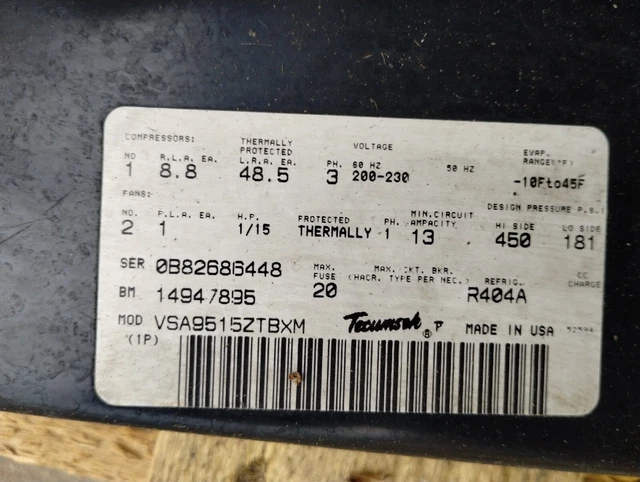 COMPRESSORS:
NO R.L.A. EA. THERMALLY PROTECTED L.R.A. EA. PH. VOLTAGE 60 HZ 50 HZ EVAP. RANGE(°F)
1 8.8 48.5 3 200-230 -10Fto45F
FANS: DESIGN PRESSURE P.S.I
NO. F.L.A. EA. H.P. PROTECTED PH. MIN.CIRCUIT AMPACITY HI SIDE LO SIDE
2 1 1/15 THERMALLY 1 13 450 181
SER 0B82686448 MAX. FUSE MAX. CKT. BKR. (HACR. TYPE PER NEC.) REFRIG. CC CHARGE
BM 14947895 20 R404A
MOD VSA9515ZTBXM Tecumseh ® P MADE IN USA 52594
(1P)